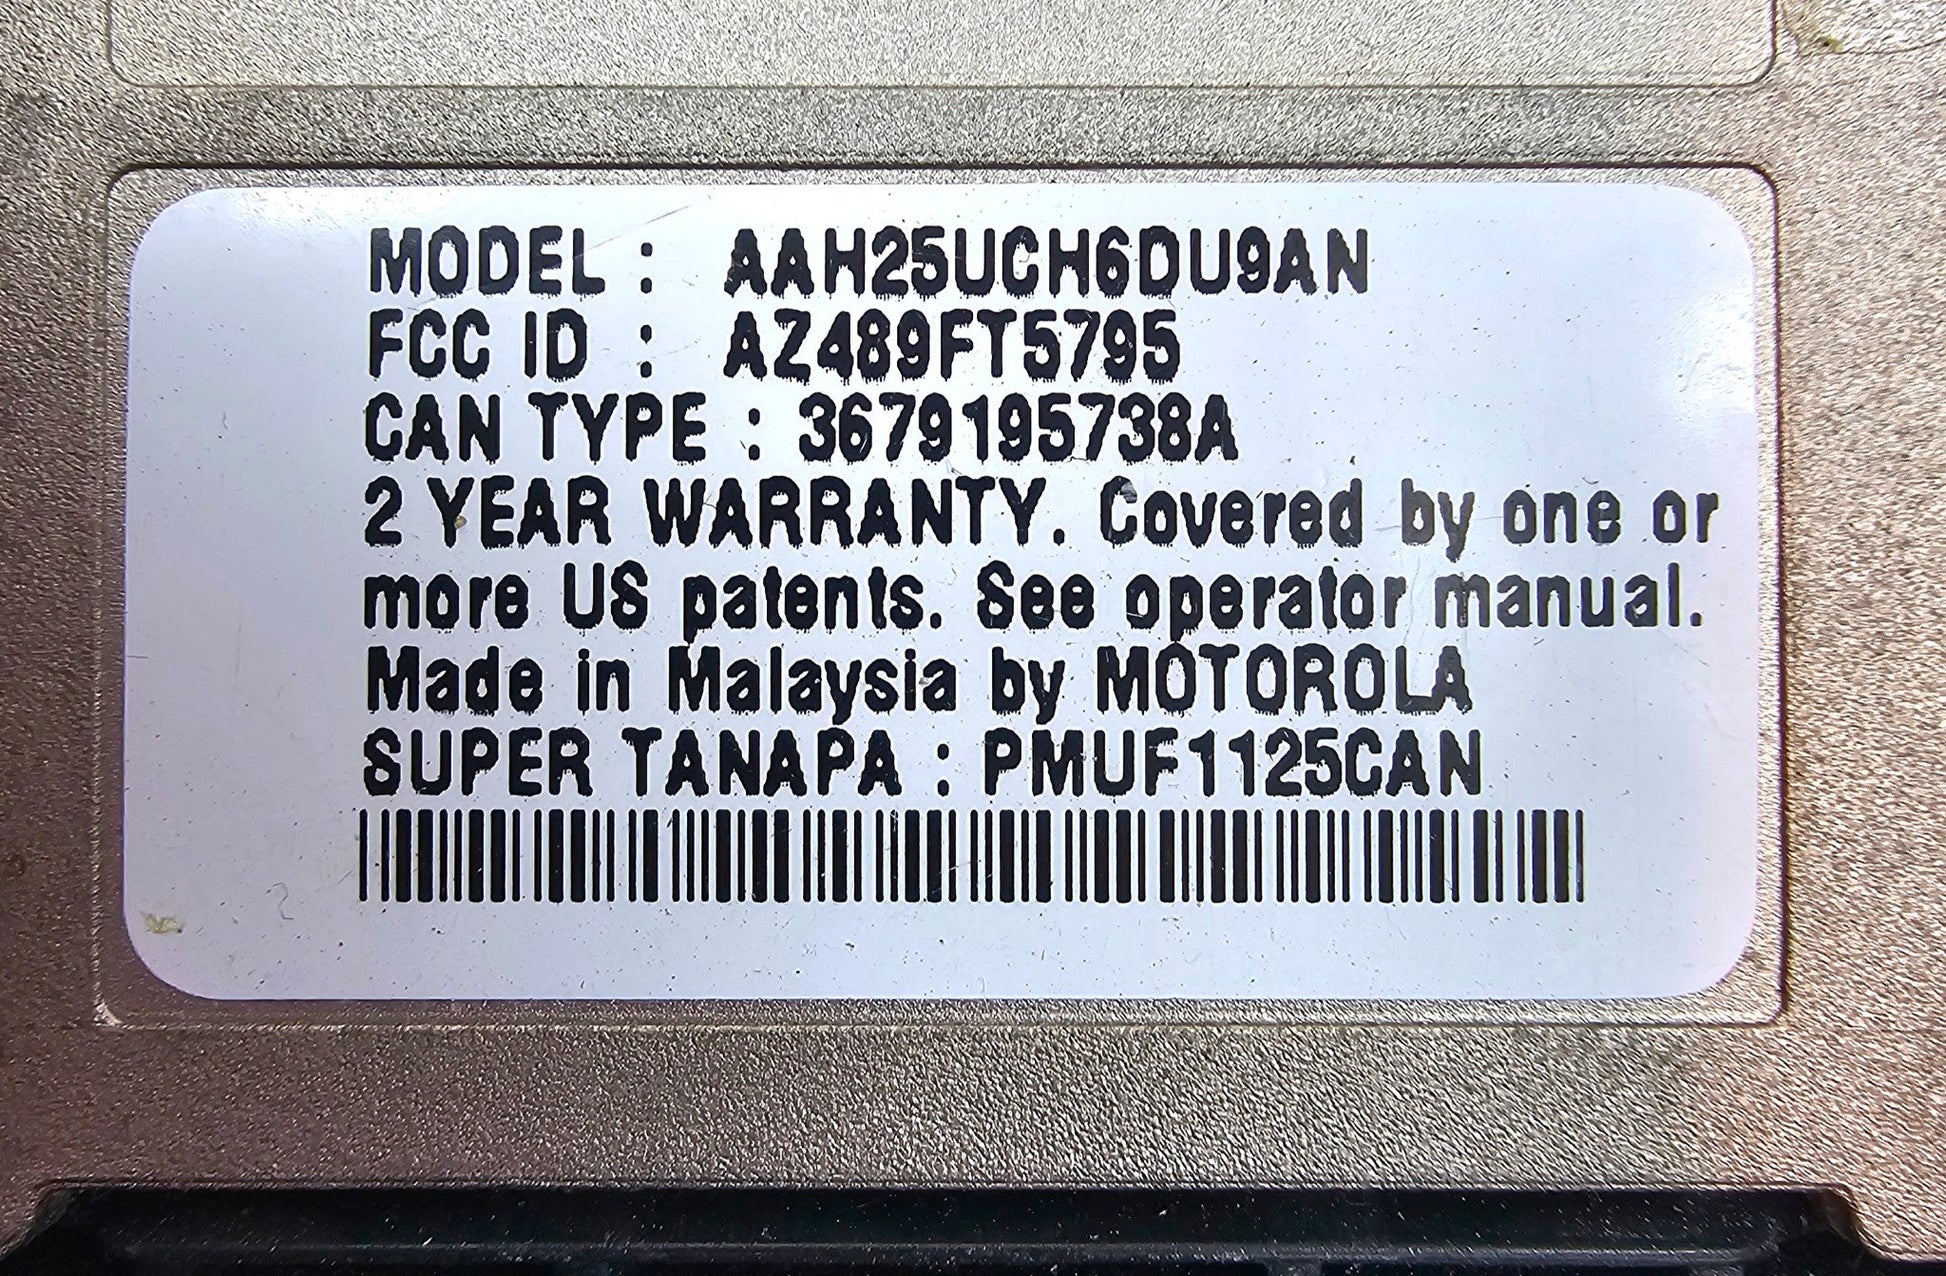 MODEL : AAH25UCH6DU9AN
FCC ID : AZ489FT5795
CAN TYPE : 3679195738A
2 YEAR WARRANTY. Covered by one or
more US patents. See operator manual.
Made in Malaysia by MOTOROLA
SUPER TANAPA : PMUF1125CAN